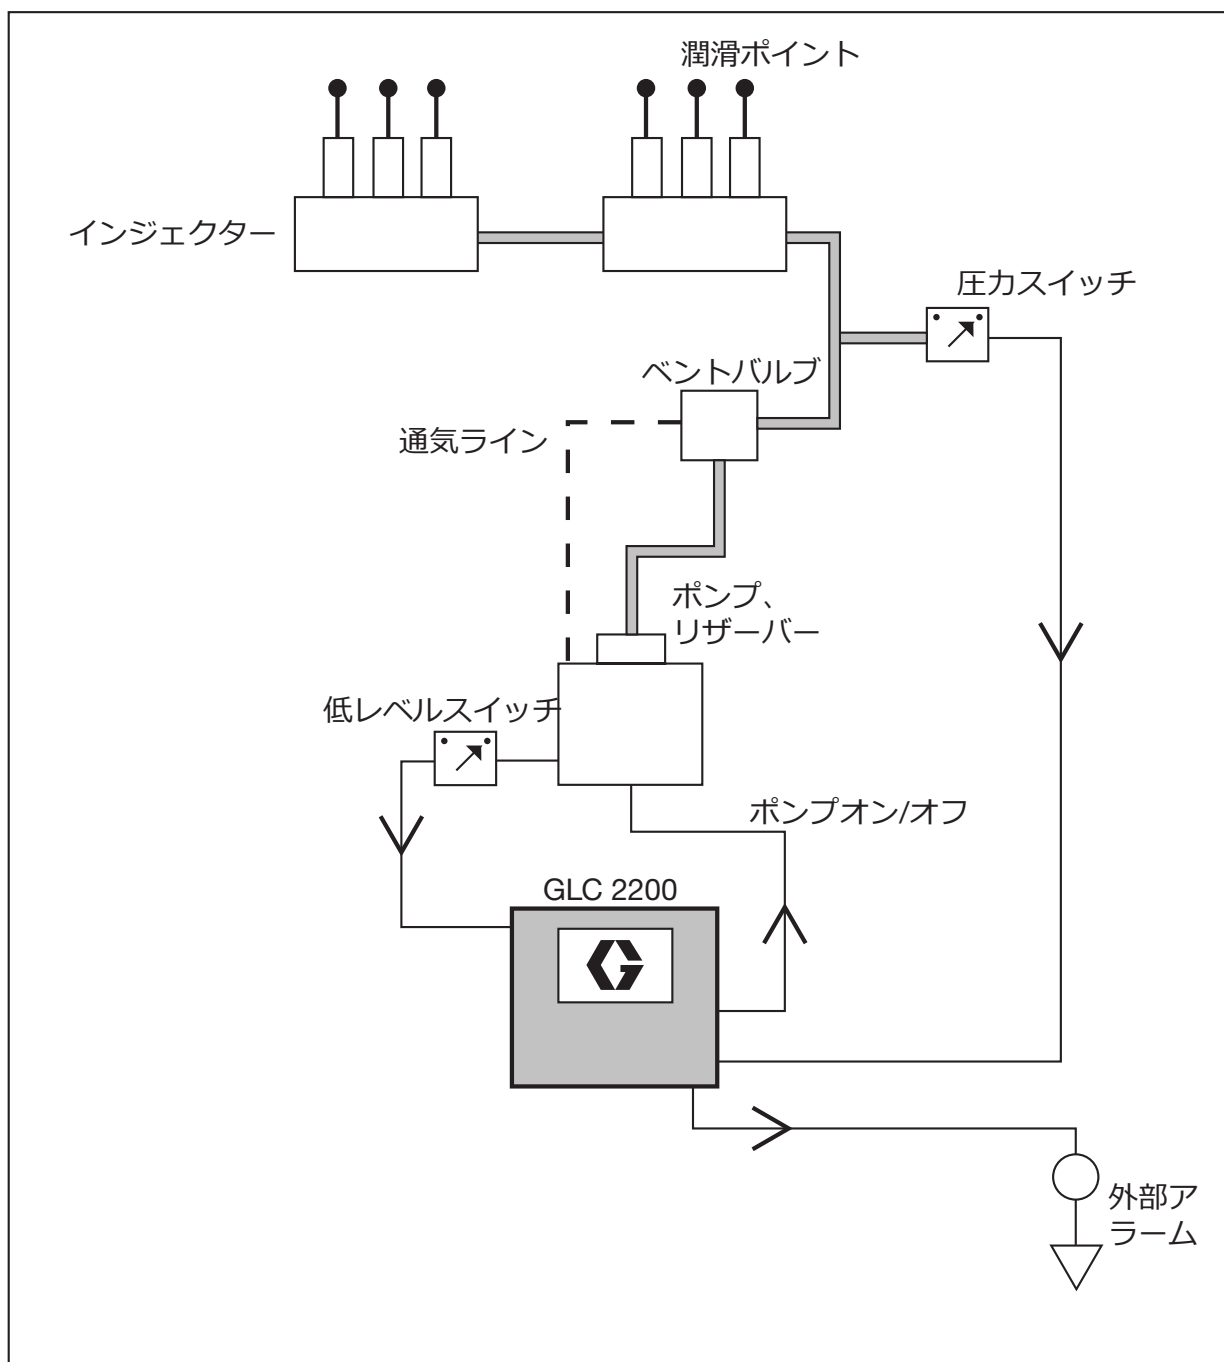 潤滑ポイント
インジェクター
圧力スイッチ
ベントバルブ
通気ライン
ポンプ、
リザーバー
低レベルスイッチ
ポンプオン/オフ
GLC 2200
外部ア
ラーム